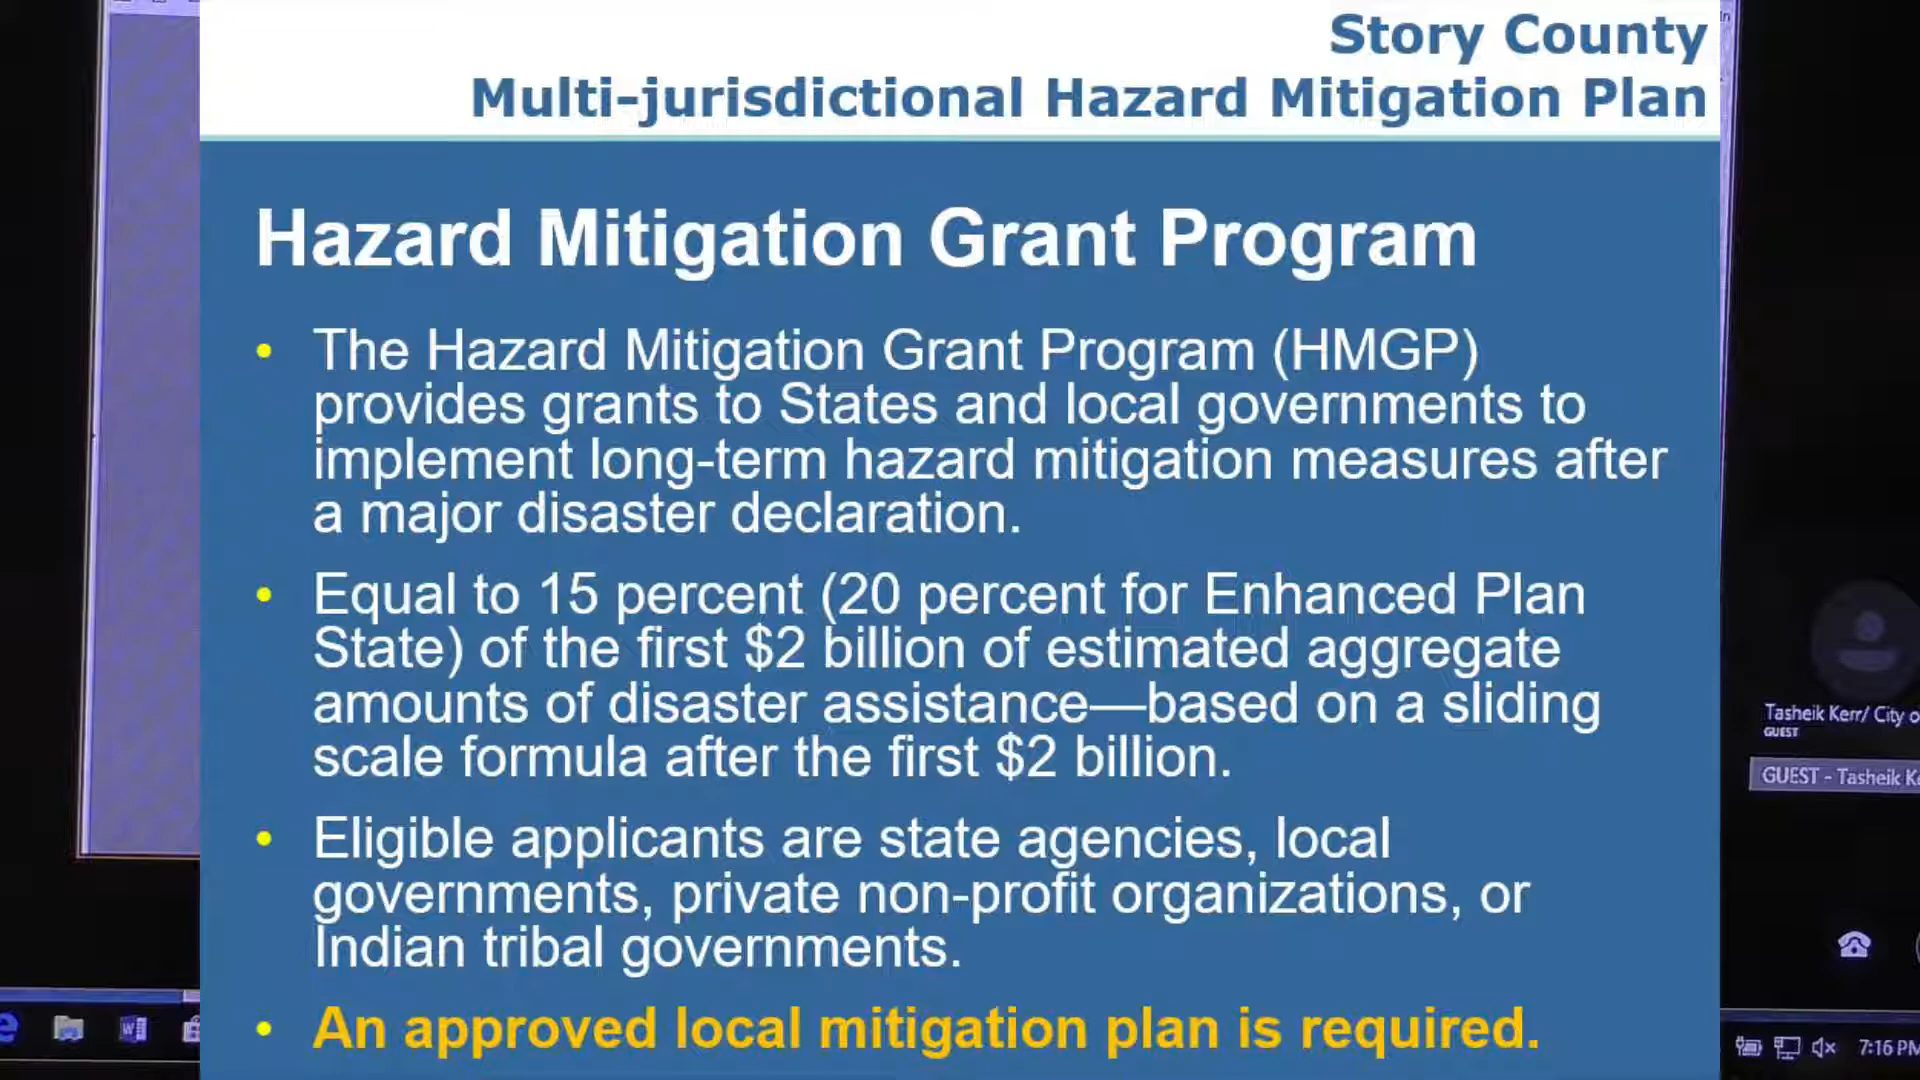 Story County
Multi-jurisdictional Hazard Mitigation Plan
Hazard Mitigation Grant Program
• The Hazard Mitigation Grant Program (HMGP)
provides grants to States and local governments to
implement long-term hazard mitigation measures after
a major disaster declaration.
• Equal to 15 percent (20 percent for Enhanced Plan
State) of the first $2 billion of estimated aggregate
amounts of disaster assistance—based on a sliding
scale formula after the first $2 billion.
• Eligible applicants are state agencies, local
governments, private non-profit organizations, or
Indian tribal governments.
• An approved local mitigation plan is required.
Tasheik Kerr/ City o
GUEST
GUEST - Tasheik Ke
7:16 PM